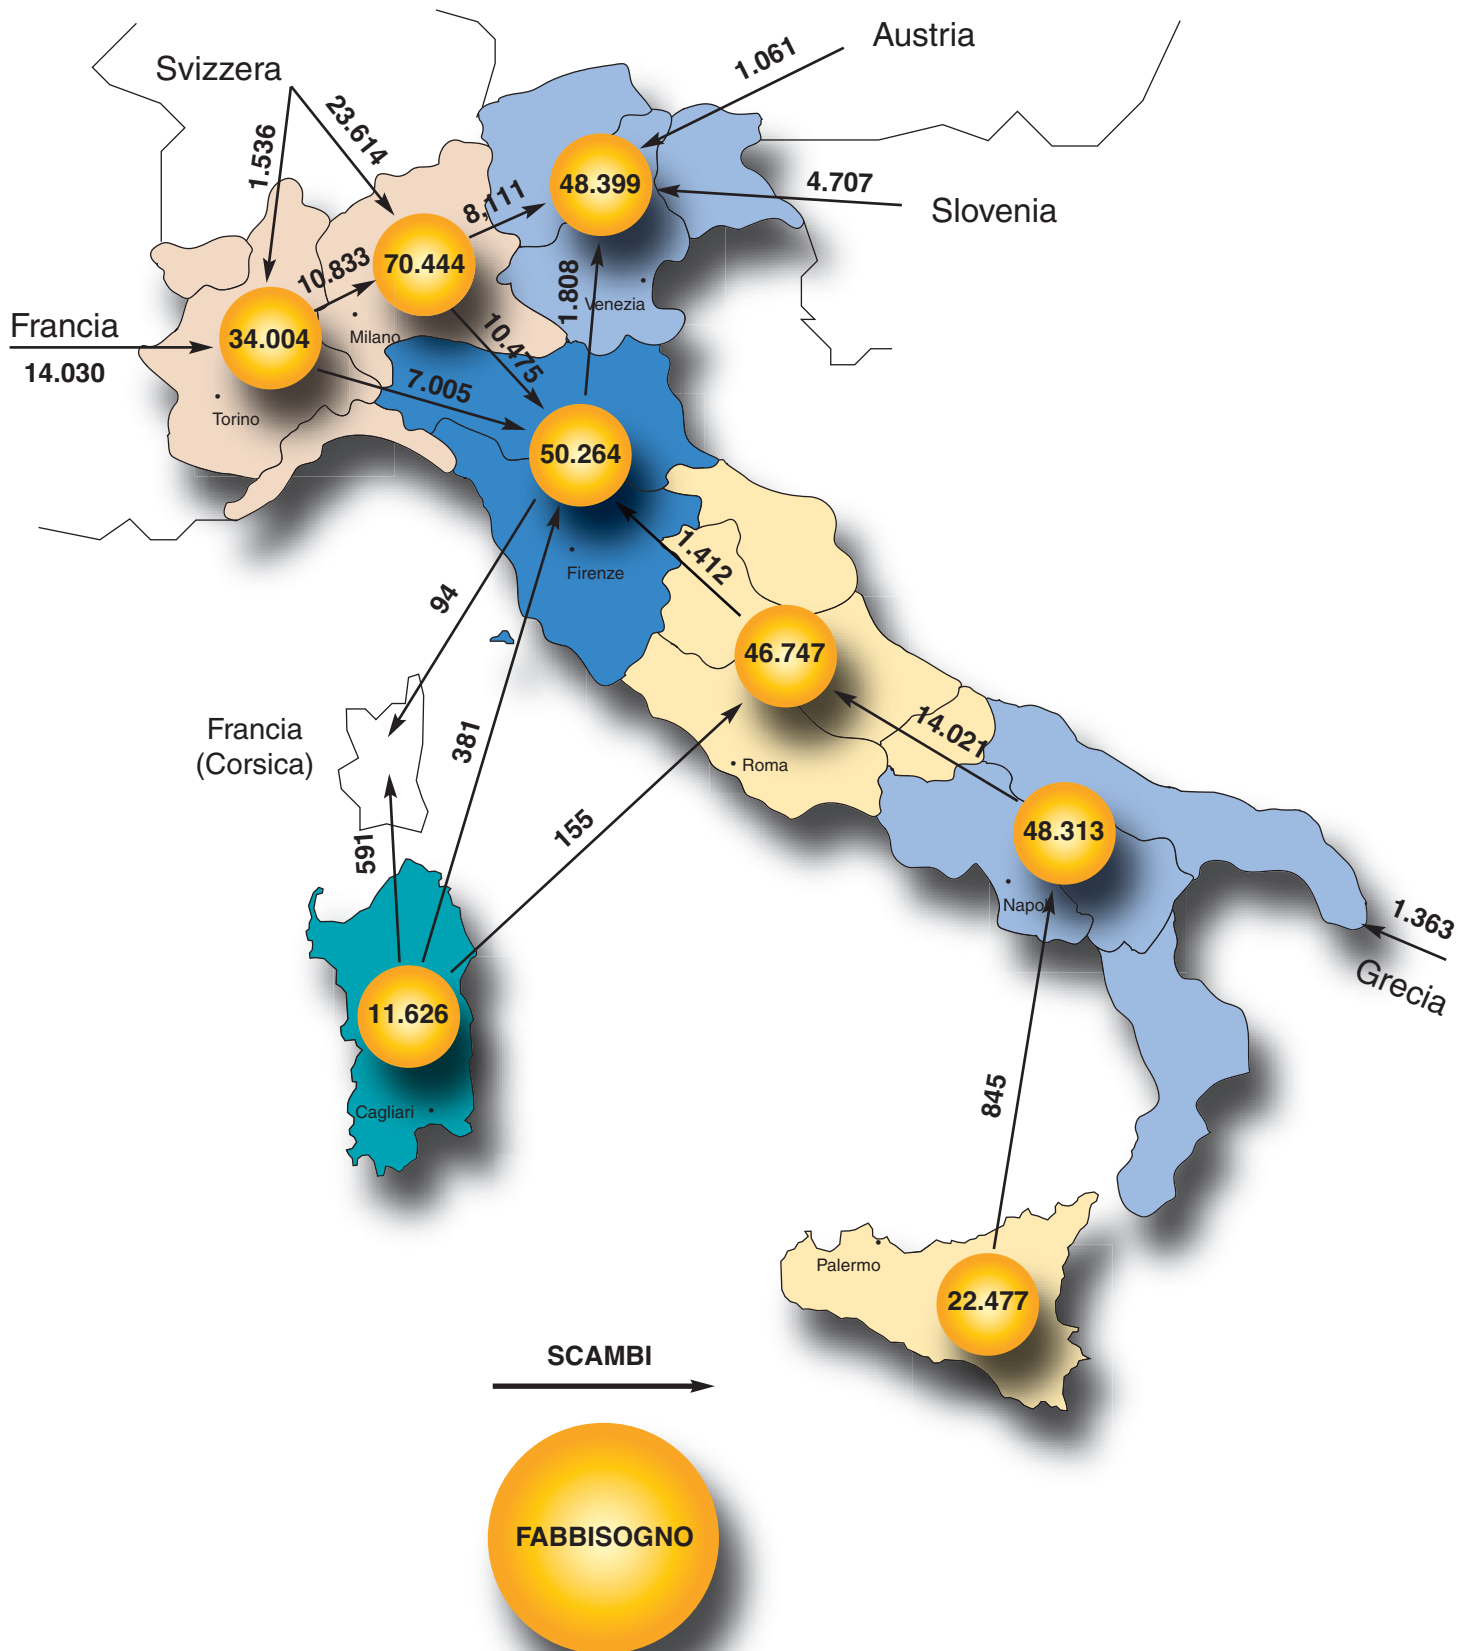 Austria
1.061
Svizzera
23.614
1.536
48.399
4.707
Slovenia
8,111
10.833
70.444
1.808
Venezia
Francia
14.030
34.004
Milano
10.475
7.005
Torino
50.264
1.412
Firenze
94
46.747
381
Francia
(Corsica)
14.021
Roma
155
591
48.313
Napoli
1.363
Grecia
11.626
845
Cagliari
Palermo
22.477
SCAMBI
FABBISOGNO